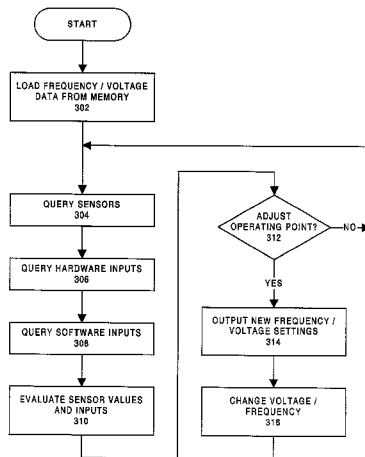 START
LOAD FREQUENCY / VOLTAGE
DATA FROM MEMORY
302
QUERY SENSORS
304
QUERY HARDWARE INPUTS
306
QUERY SOFTWARE INPUTS
308
EVALUATE SENSOR VALUES
AND INPUTS
310
ADJUST
OPERATING POINT?
312
NO
YES
OUTPUT NEW FREQUENCY /
VOLTAGE SETTINGS
314
CHANGE VOLTAGE /
FREQUENCY
316